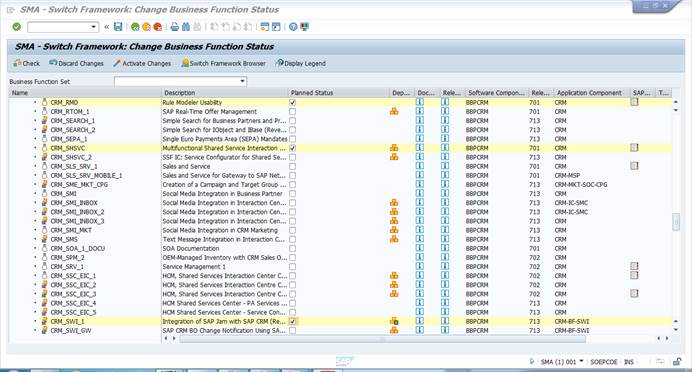 SMA - Switch Framework: Change Business Function Status
SMA - Switch Framework: Change Business Function Status
Check Discard Changes Activate Changes Switch Framework Browser Display Legend
Business Function Set
Name Description Planned Status Dep... Doc... Rele... Software Compon... Rele... Application Component SAP... T...
CRM_RMD Rule Modeler Usability BBPCRM 701 CRM
CRM_RTOM_1 SAP Real-Time Offer Management BBPCRM 701 CRM
CRM_SEARCH_1 Simple Search for Business Partners and Pr... BBPCRM 713 CRM
CRM_SEARCH_2 Simple Search for IObject and IBase (Reve... BBPCRM 713 CRM
CRM_SEPA_1 Single Euro Payments Area (SEPA) Mandates BBPCRM 713 CRM
CRM_SHSVC Multifunctional Shared Service Interaction ... BBPCRM 701 CRM
CRM_SHSVC_2 SSF IC: Service Configurator for Shared Se... BBPCRM 713 CRM
CRM_SLS_SRV_1 Sales and Service BBPCRM 701 CRM
CRM_SLS_SRV_MOBILE_1 Sales and Service for Gateway to SAP Net... BBPCRM 713 CRM-MSP
CRM_SME_MKT_CPG Creation of a Campaign and Target Group ... BBPCRM 713 CRM-MKT-SOC-CPG
CRM_SMI Social Media Integration in Business Partner BBPCRM 713 CRM
CRM_SMI_INBOX Social Media Integration in Interaction Cen... BBPCRM 713 CRM-IC-SMC
CRM_SMI_INBOX_2 Social Media Integration in Interaction Cen... BBPCRM 713 CRM-IC-SMC
CRM_SMI_INBOX_3 Social Media Integration in Interaction Cen... BBPCRM 713 CRM
CRM_SMI_MKT Social Media Integration in CRM Marketing BBPCRM 713 CRM
CRM_SMS Text Message Integration in Interaction C... BBPCRM 713 CRM
CRM_SOA_1_DOCU SOA Documentation BBPCRM 701 CRM
CRM_SPM_2 OEM-Managed Inventory with CRM Sales O... BBPCRM 713 CRM
CRM_SRV_1 Service Management 1 BBPCRM 702 CRM
CRM_SSC_EIC_1 HCM, Shared Services Interaction Centre C... BBPCRM 702 CRM
CRM_SSC_EIC_2 HCM, Shared Services Interaction Centre C... BBPCRM 702 CRM
CRM_SSC_EIC_3 HCM, Shared Services Interaction Centre C... BBPCRM 702 CRM
CRM_SSC_EIC_4 HCM Shared Service Center - PA Services ... BBPCRM 713 CRM
CRM_SSC_EIC_5 HCM Shared Service Center - Service Con... BBPCRM 713 CRM
CRM_SWI_1 Integration of SAP Jam with SAP CRM (Re... BBPCRM 713 CRM-BF-SWI
CRM_SWI_GW SAP CRM BO Change Notification Using SA... BBPCRM 713 CRM-BF-SWI
SAP SMA (1) 001 SOEPCOE INS